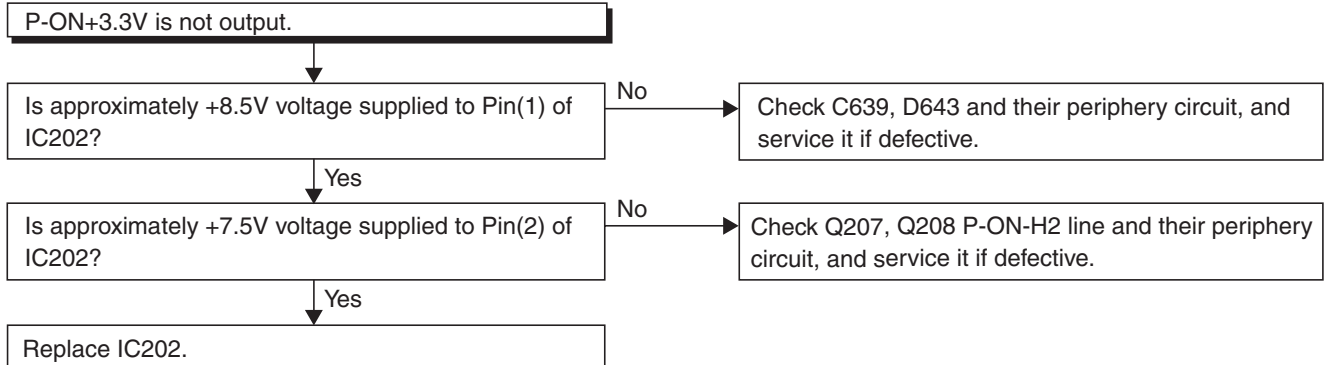 P-ON+3.3V is not output.
Is approximately +8.5V voltage supplied to Pin(1) of
IC202?
No
Check C639, D643 and their periphery circuit, and
service it if defective.
Yes
Is approximately +7.5V voltage supplied to Pin(2) of
IC202?
No
Check Q207, Q208 P-ON-H2 line and their periphery
circuit, and service it if defective.
Yes
Replace IC202.